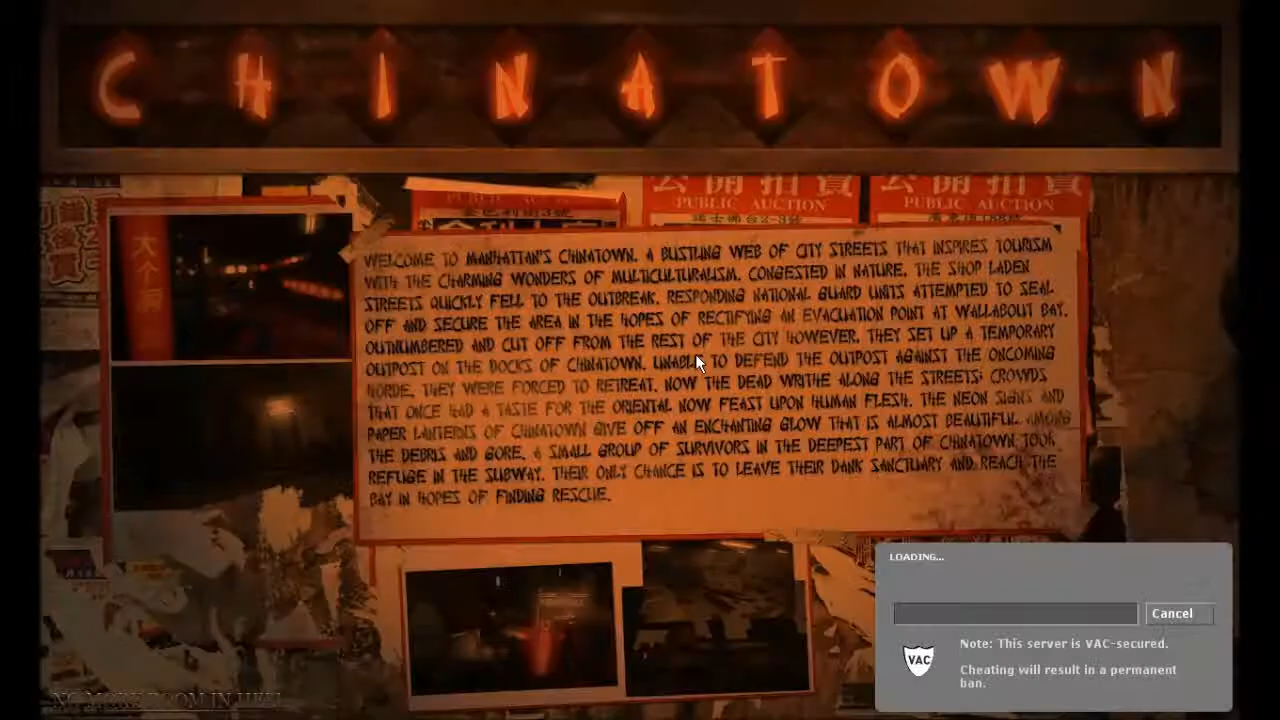 CHINATOWN
公開拍賣
公開拍賣
PUBLIC AUCTION
PUBLIC AUCTION
PUBLIC AUCTION
WELCOME TO MANHATTAN'S CHINATOWN. A BUSTLING WEB OF CITY STREETS THAT INSPIRES TOURISM
WITH THE CHARMING WONDERS OF MULTICULTURALISM. CONGESTED IN NATURE, THE SHOP LADEN
STREETS QUICKLY FELL TO THE OUTBREAK. RESPONDING NATIONAL GUARD UNITS ATTEMPTED TO SEAL
OFF AND SECURE THE AREA IN THE HOPES OF RECTIFYING AN EVACUATION POINT AT WALLABOUT BAY.
OUTNUMBERED AND CUT OFF FROM THE REST OF THE CITY HOWEVER, THEY SET UP A TEMPORARY
OUTPOST ON THE DOCKS OF CHINATOWN. UNABLE TO DEFEND THE OUTPOST AGAINST THE ONCOMING
HORDE, THEY WERE FORCED TO RETREAT. NOW THE DEAD WRITHE ALONG THE STREETS; CROWDS
THAT ONCE HAD A TASTE FOR THE ORIENTAL NOW FEAST UPON HUMAN FLESH. THE NEON SIGNS AND
PAPER LANTERNS OF CHINATOWN GIVE OFF AN ENCHANTING GLOW THAT IS ALMOST BEAUTIFUL. AMONG
THE DEBRIS AND GORE, A SMALL GROUP OF SURVIVORS IN THE DEEPEST PART OF CHINATOWN TOOK
REFUGE IN THE SUBWAY. THEIR ONLY CHANCE IS TO LEAVE THEIR DANK SANCTUARY AND REACH THE
BAY IN HOPES OF FINDING RESCUE.
LOADING...
Cancel
VAC
Note: This server is VAC-secured.
Cheating will result in a permanent
ban.
NO MORE ROOM IN HELL